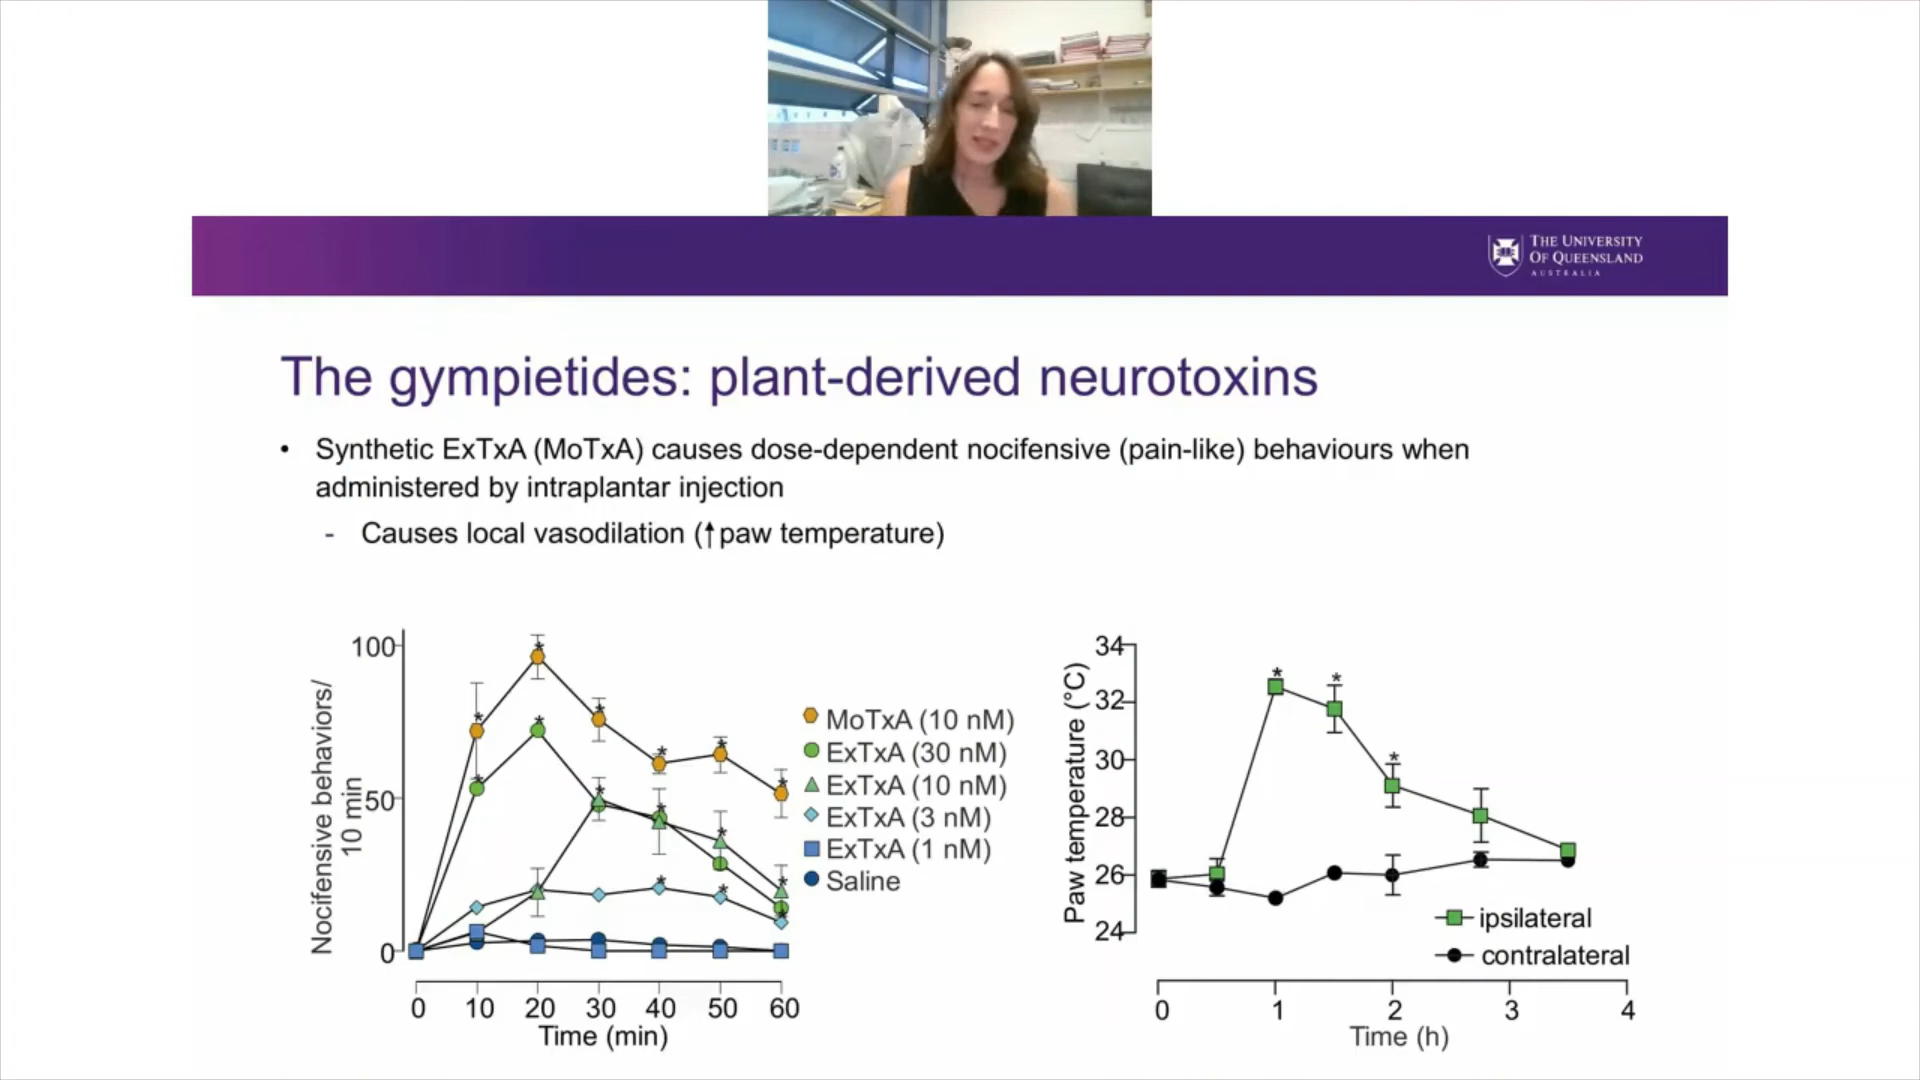 THE UNIVERSITY
OF QUEENSLAND
AUSTRALIA
The gympietides: plant-derived neurotoxins
• Synthetic ExTxA (MoTxA) causes dose-dependent nocifensive (pain-like) behaviours when
administered by intraplantar injection
- Causes local vasodilation (↑paw temperature)
Nocifensive behaviors/
10 min
100
50
0
0 10 20 30 40 50 60
Time (min)
MoTxA (10 nM)
ExTxA (30 nM)
ExTxA (10 nM)
ExTxA (3 nM)
ExTxA (1 nM)
Saline
Paw temperature (°C)
34
32
30
28
26
24
ipsilateral
contralateral
0 1 2 3 4
Time (h)